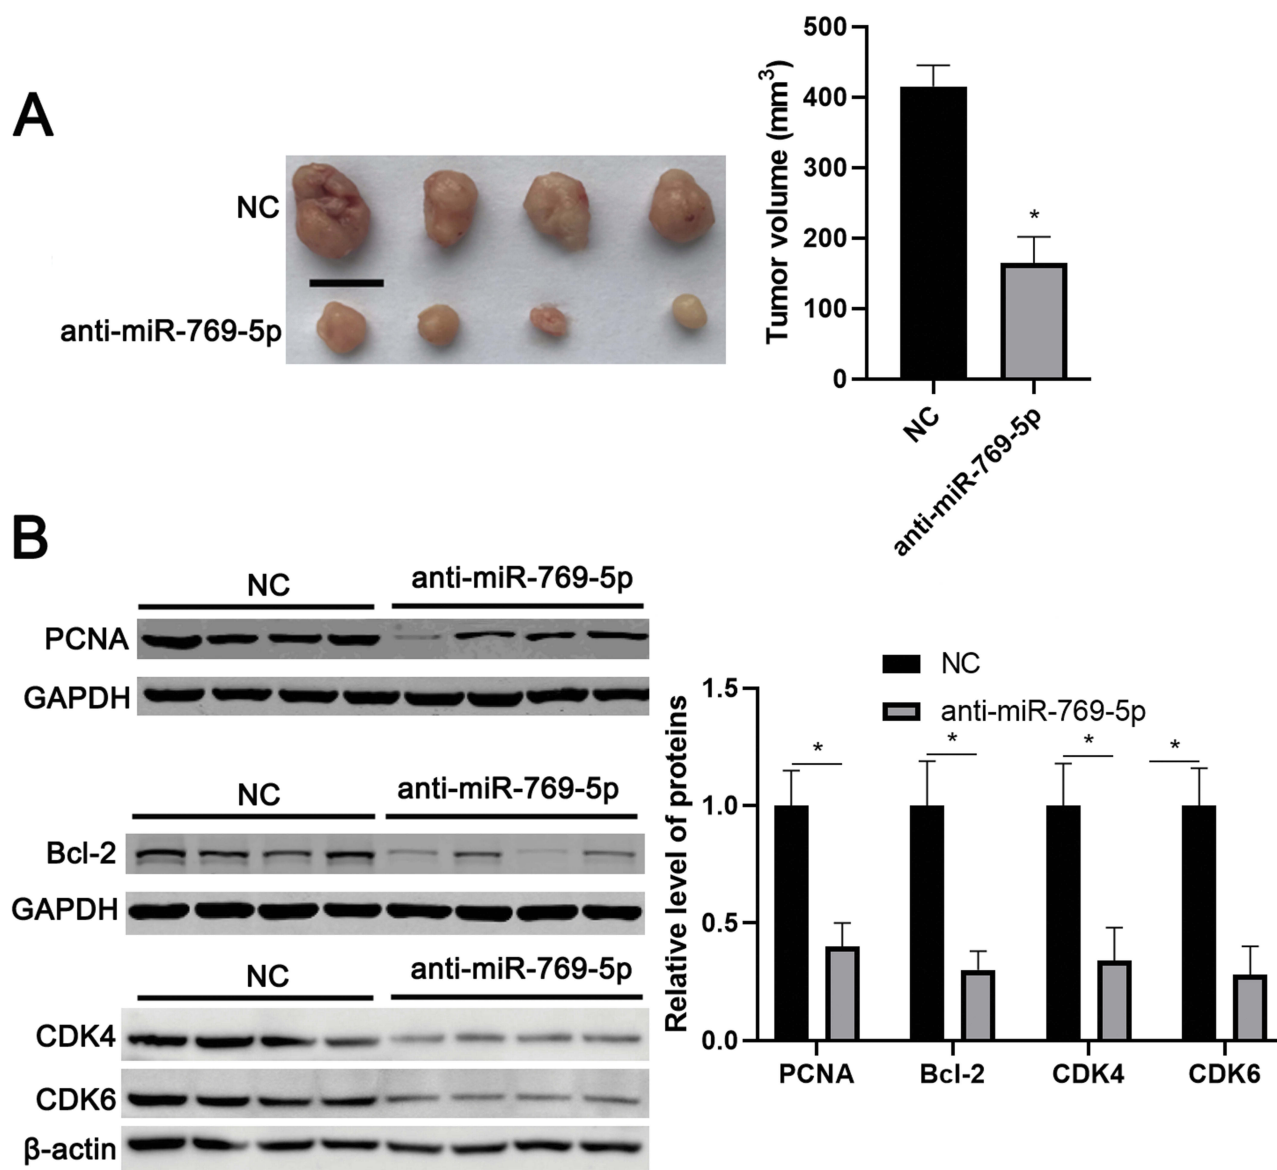 A
NC
anti-miR-769-5p
Tumor volume (mm³)
500
400
300
200
100
0
*
NC
anti-miR-769-5p
B
NC
anti-miR-769-5p
PCNA
GAPDH
NC
anti-miR-769-5p
Bcl-2
GAPDH
NC
anti-miR-769-5p
CDK4
CDK6
β-actin
NC
anti-miR-769-5p
Relative level of proteins
1.5
1.0
0.5
0.0
* * * *
PCNA Bcl-2 CDK4 CDK6